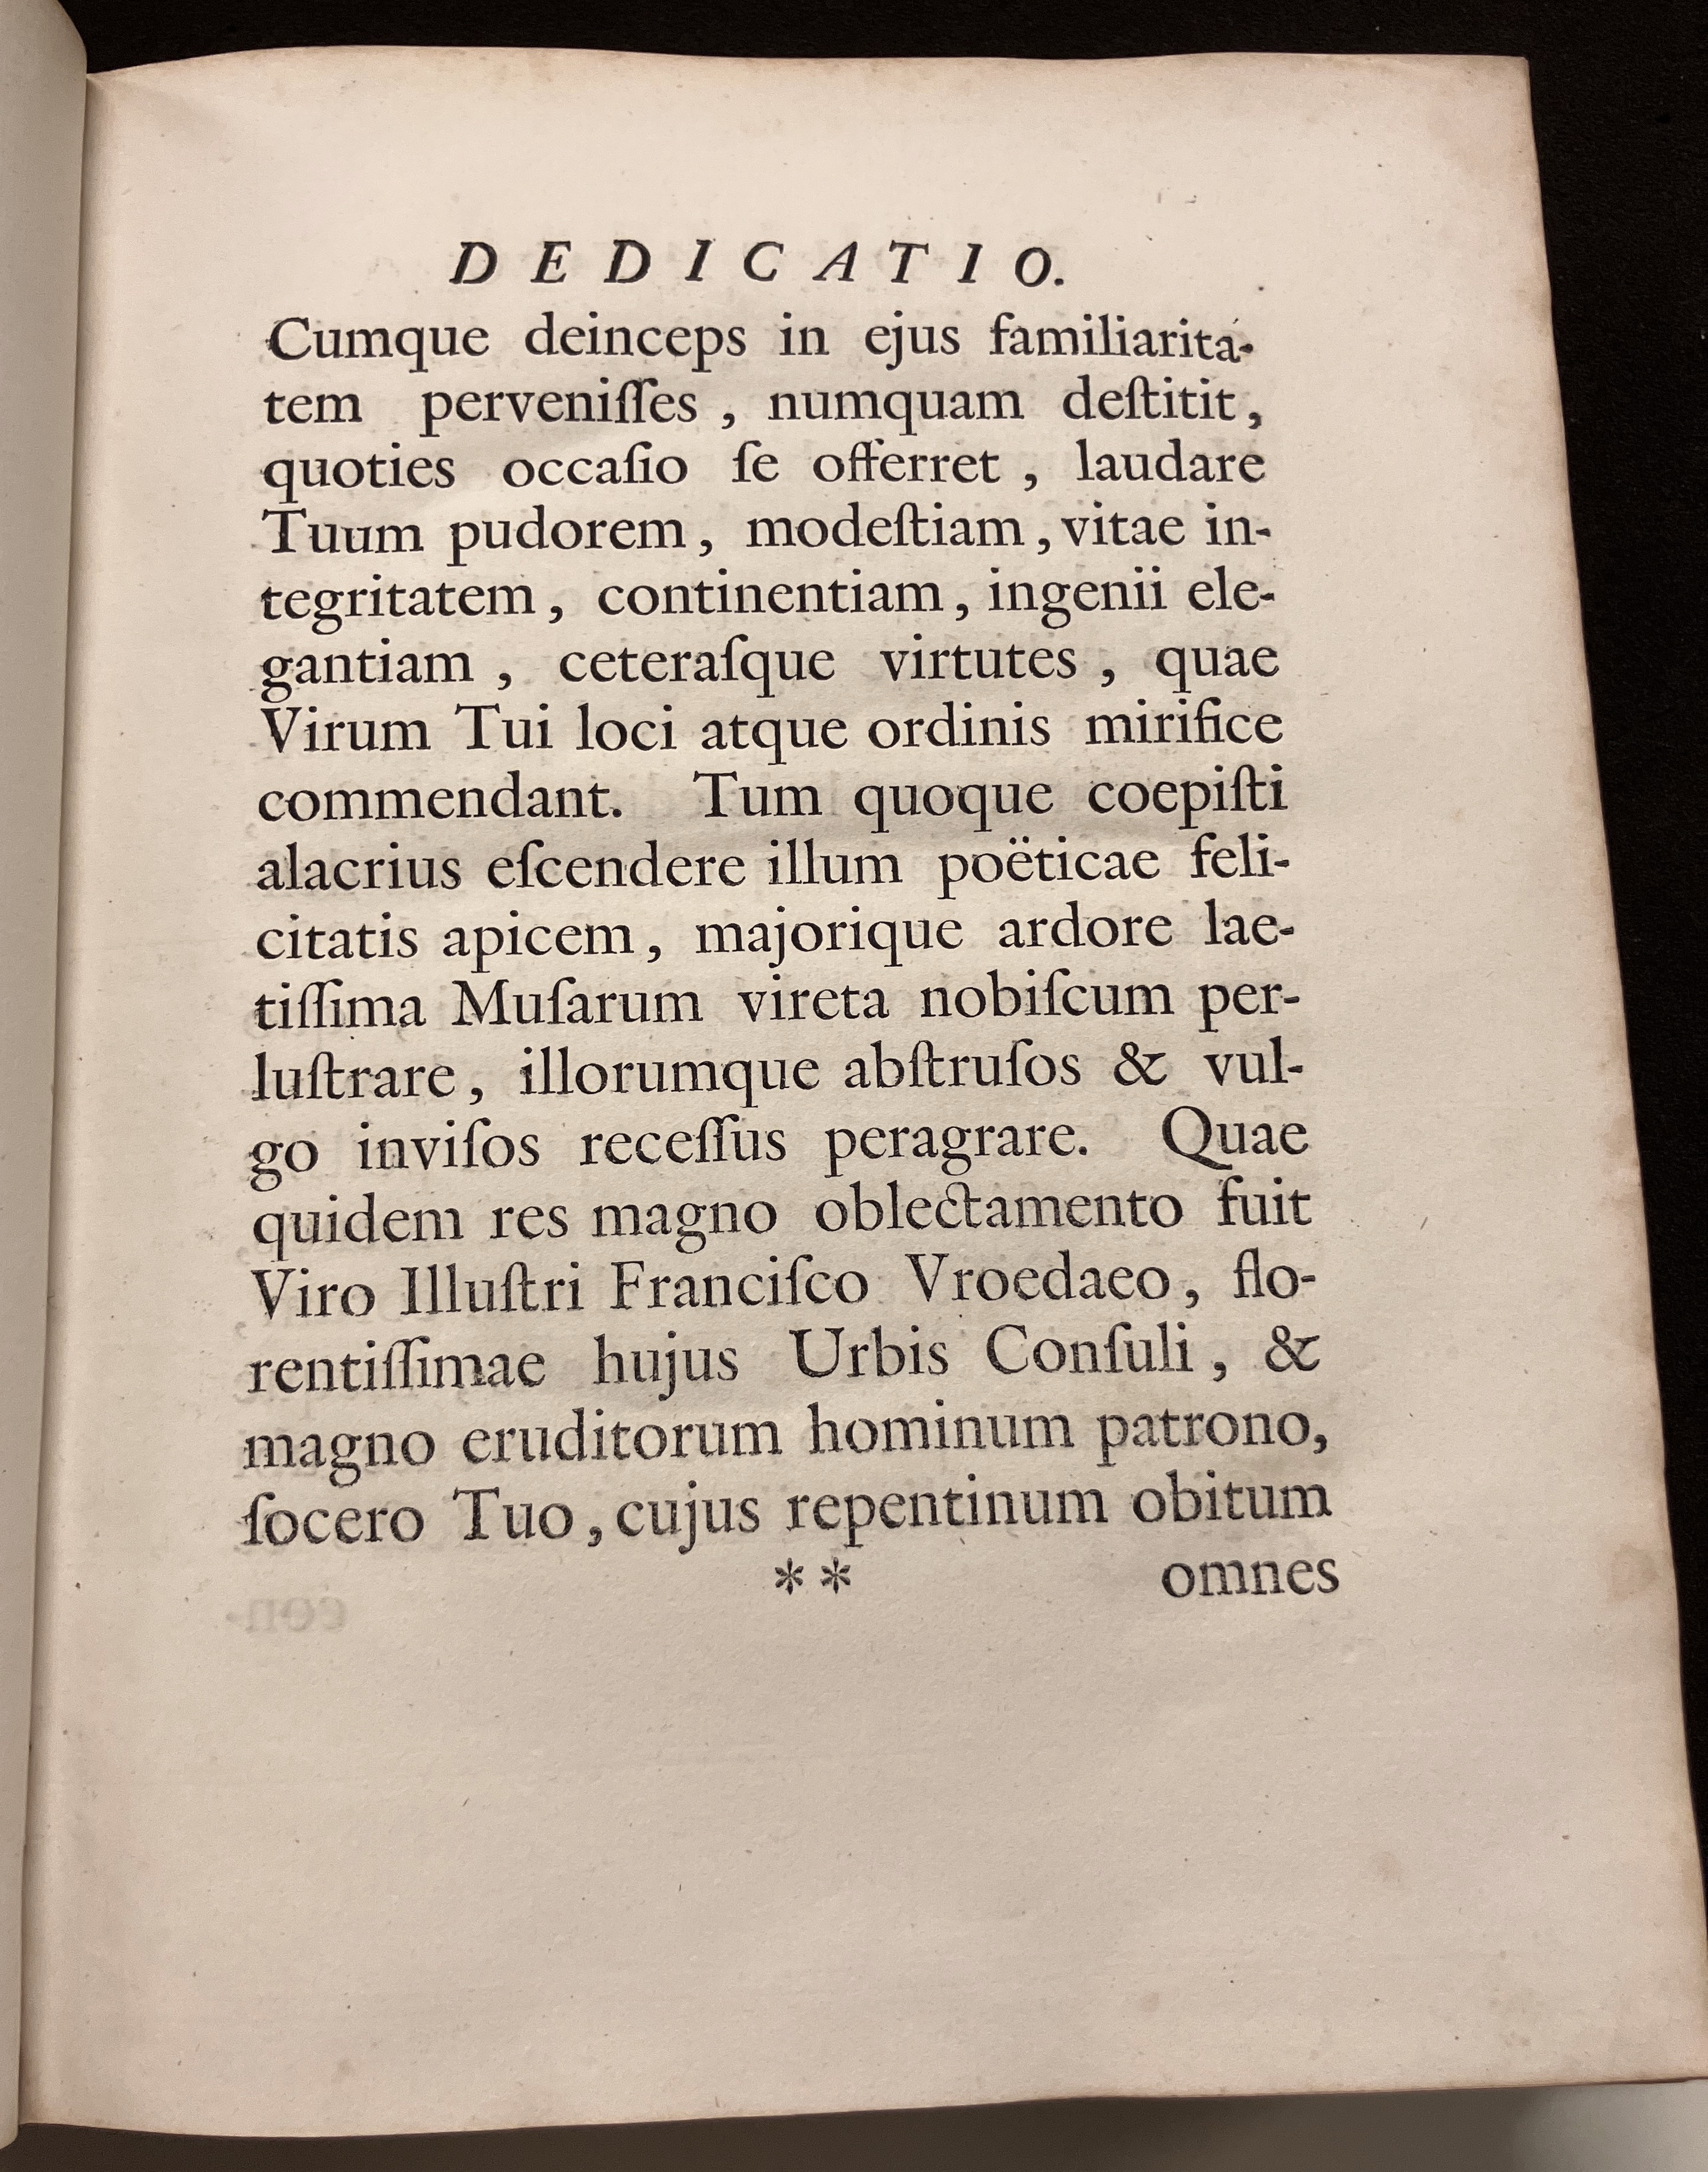 DEDICATIO.
Cumque deinceps in ejus familiarita-
tem perveniſſes, numquam deſtitit,
quoties occaſio ſe offerret, laudare
Tuum pudorem, modeſtiam, vitae in-
tegritatem, continentiam, ingenii ele-
gantiam, ceteraſque virtutes, quae
Virum Tui loci atque ordinis mirifice
commendant. Tum quoque coepiſti
alacrius eſcendere illum poëticae feli-
citatis apicem, majorique ardore lae-
tiſſima Muſarum vireta nobiſcum per-
luſtrare, illorumque abſtruſos & vul-
go inviſos receſſus peragrare. Quae
quidem res magno oblectamento fuit
Viro Illuſtri Franciſco Vroedaeo, flo-
rentiſſimae hujus Urbis Conſuli, &
magno eruditorum hominum patrono,
ſocero Tuo, cujus repentinum obitum
** omnes